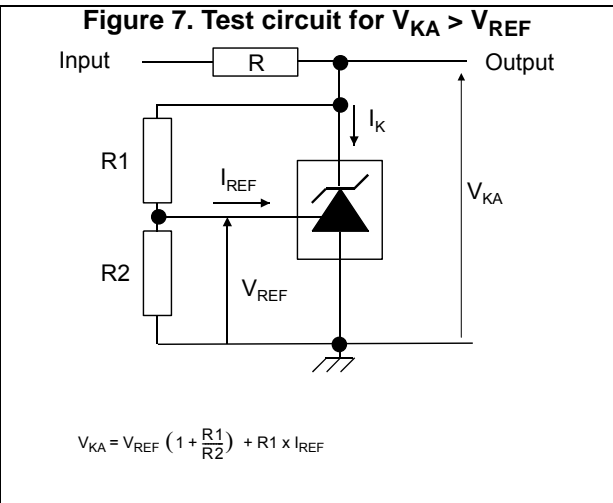 Figure 7. Test circuit for VKA > VREF
Input R Output
IK
R1
IREF
VKA
R2
VREF
VKA = VREF (1 + R1/R2) + R1 x IREF